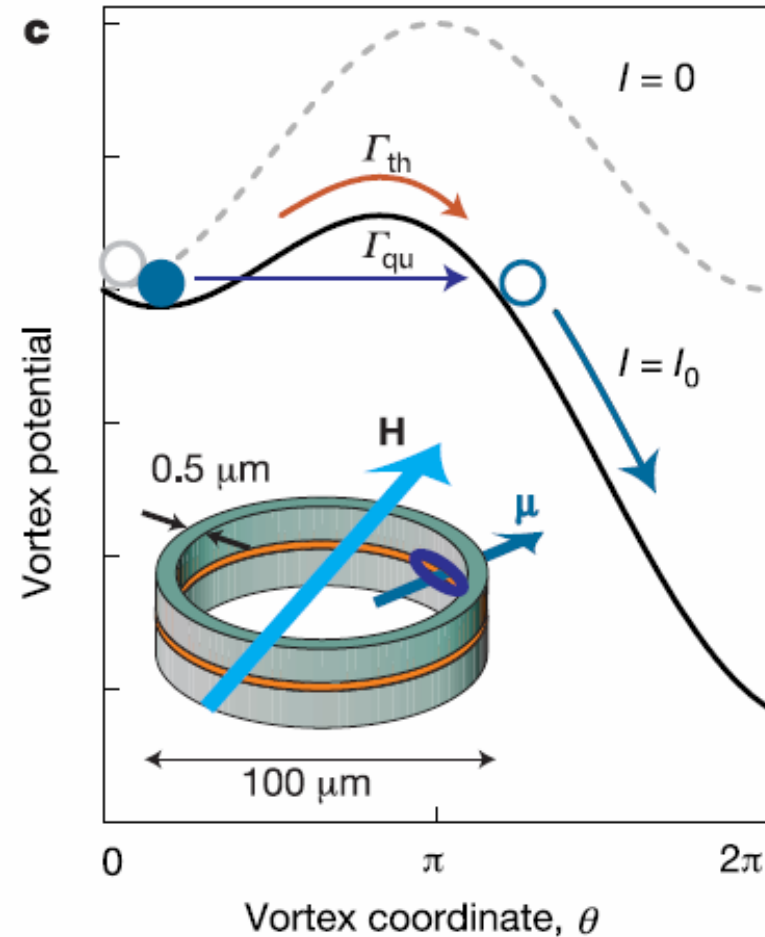 c
I = 0
Γth
Γqu
I = I0
H
0.5 μm
μ
100 μm
Vortex potential
0 π 2π
Vortex coordinate, θ